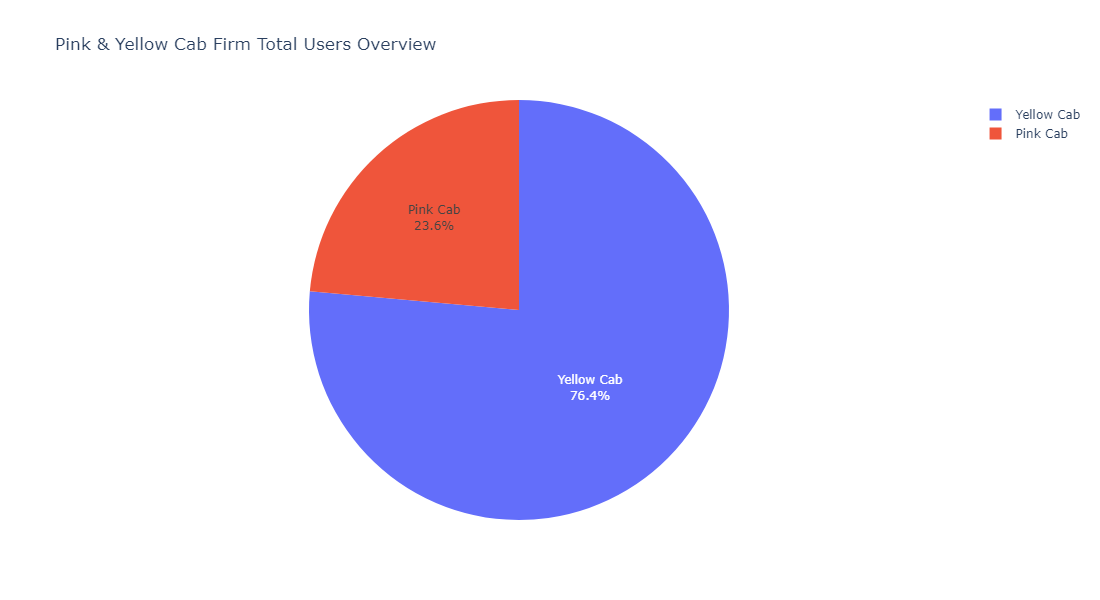 Pink & Yellow Cab Firm Total Users Overview
Yellow Cab
Pink Cab
Pink Cab
23.6%
Yellow Cab
76.4%